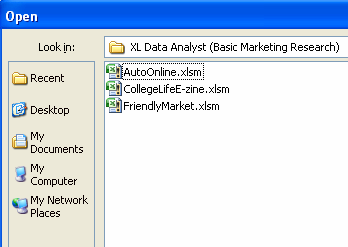 Open
Look in: XL Data Analyst (Basic Marketing Research)
Recent
Desktop
My Documents
My Computer
My Network Places
AutoOnline.xlsm
CollegeLifeE-zine.xlsm
FriendlyMarket.xlsm